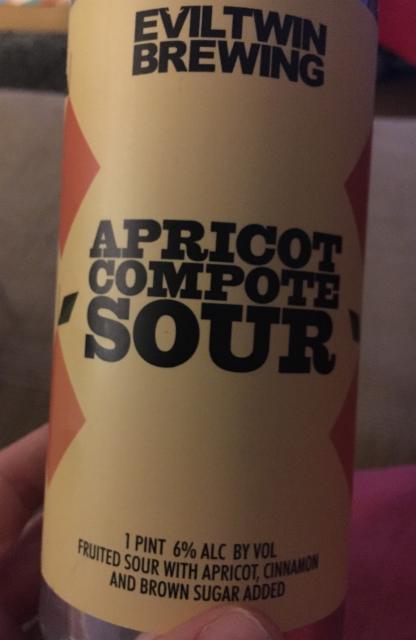 EVILTWIN
BREWING
APRICOT
COMPOTE
SOUR
1 PINT 6% ALC BY VOL
FRUITED SOUR WITH APRICOT, CINNAMON
AND BROWN SUGAR ADDED